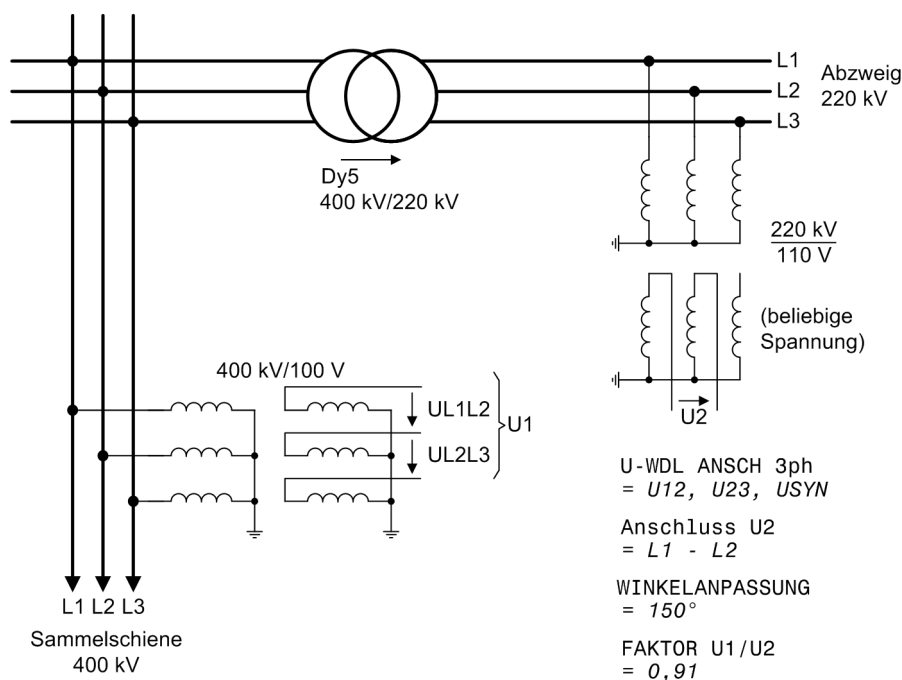 L1
L2
L3
Abzweig
220 kV
Dy5
400 kV/220 kV
220 kV
110 V
(beliebige
Spannung)
U2
400 kV/100 V
UL1L2
UL2L3
U1
U-WDL ANSCH 3ph
= U12, U23, USYN
Anschluss U2
= L1 - L2
WINKELANPASSUNG
= 150°
FAKTOR U1/U2
= 0,91
L1 L2 L3
Sammelschiene
400 kV